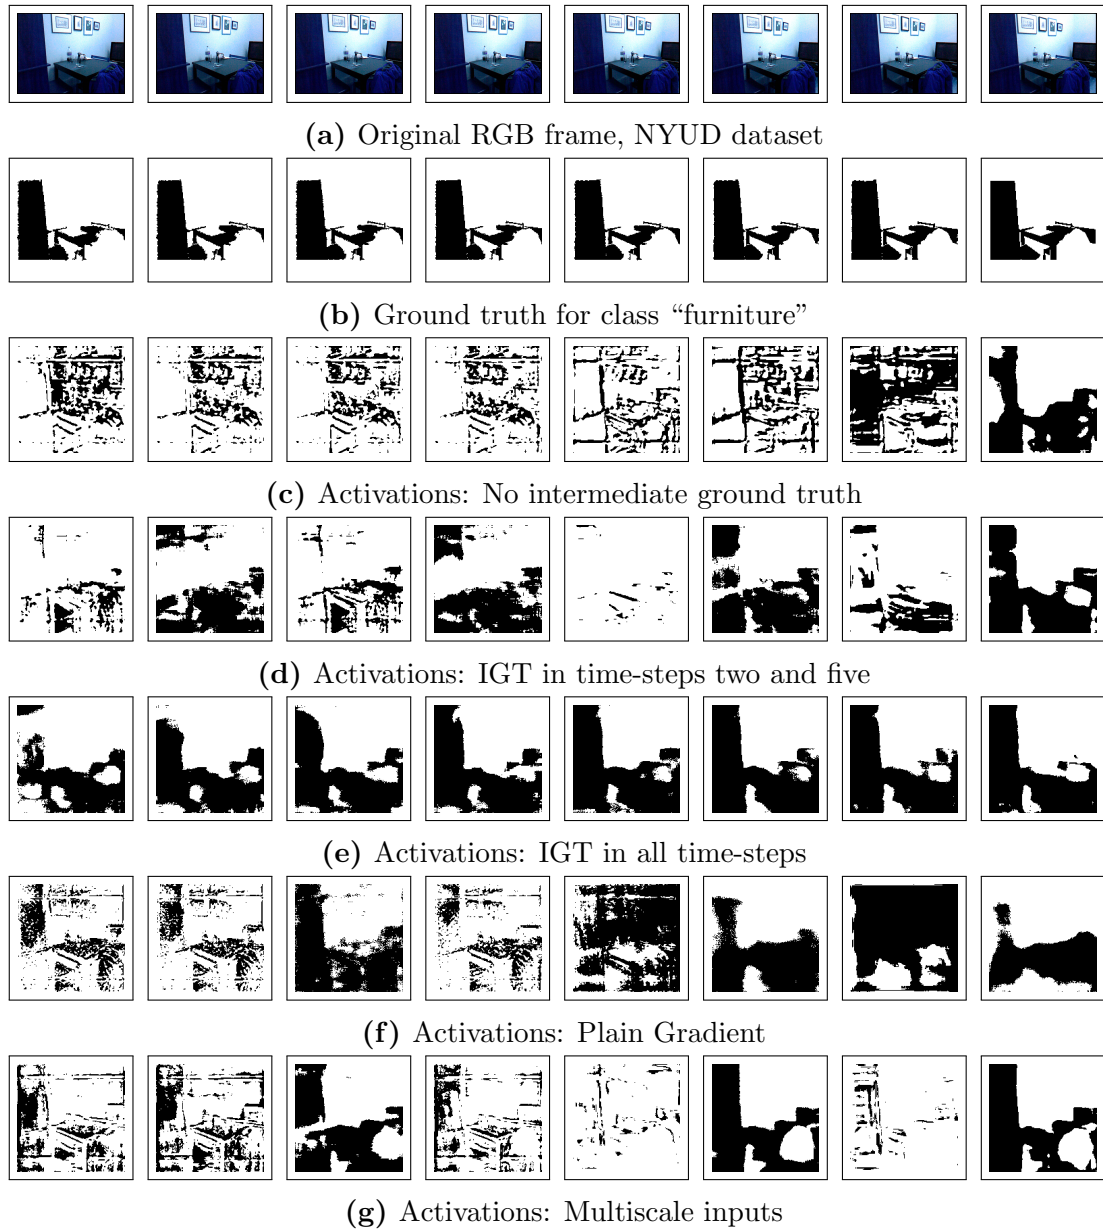 (a) Original RGB frame, NYUD dataset
(b) Ground truth for class “furniture”
(c) Activations: No intermediate ground truth
(d) Activations: IGT in time-steps two and five
(e) Activations: IGT in all time-steps
(f) Activations: Plain Gradient
(g) Activations: Multiscale inputs